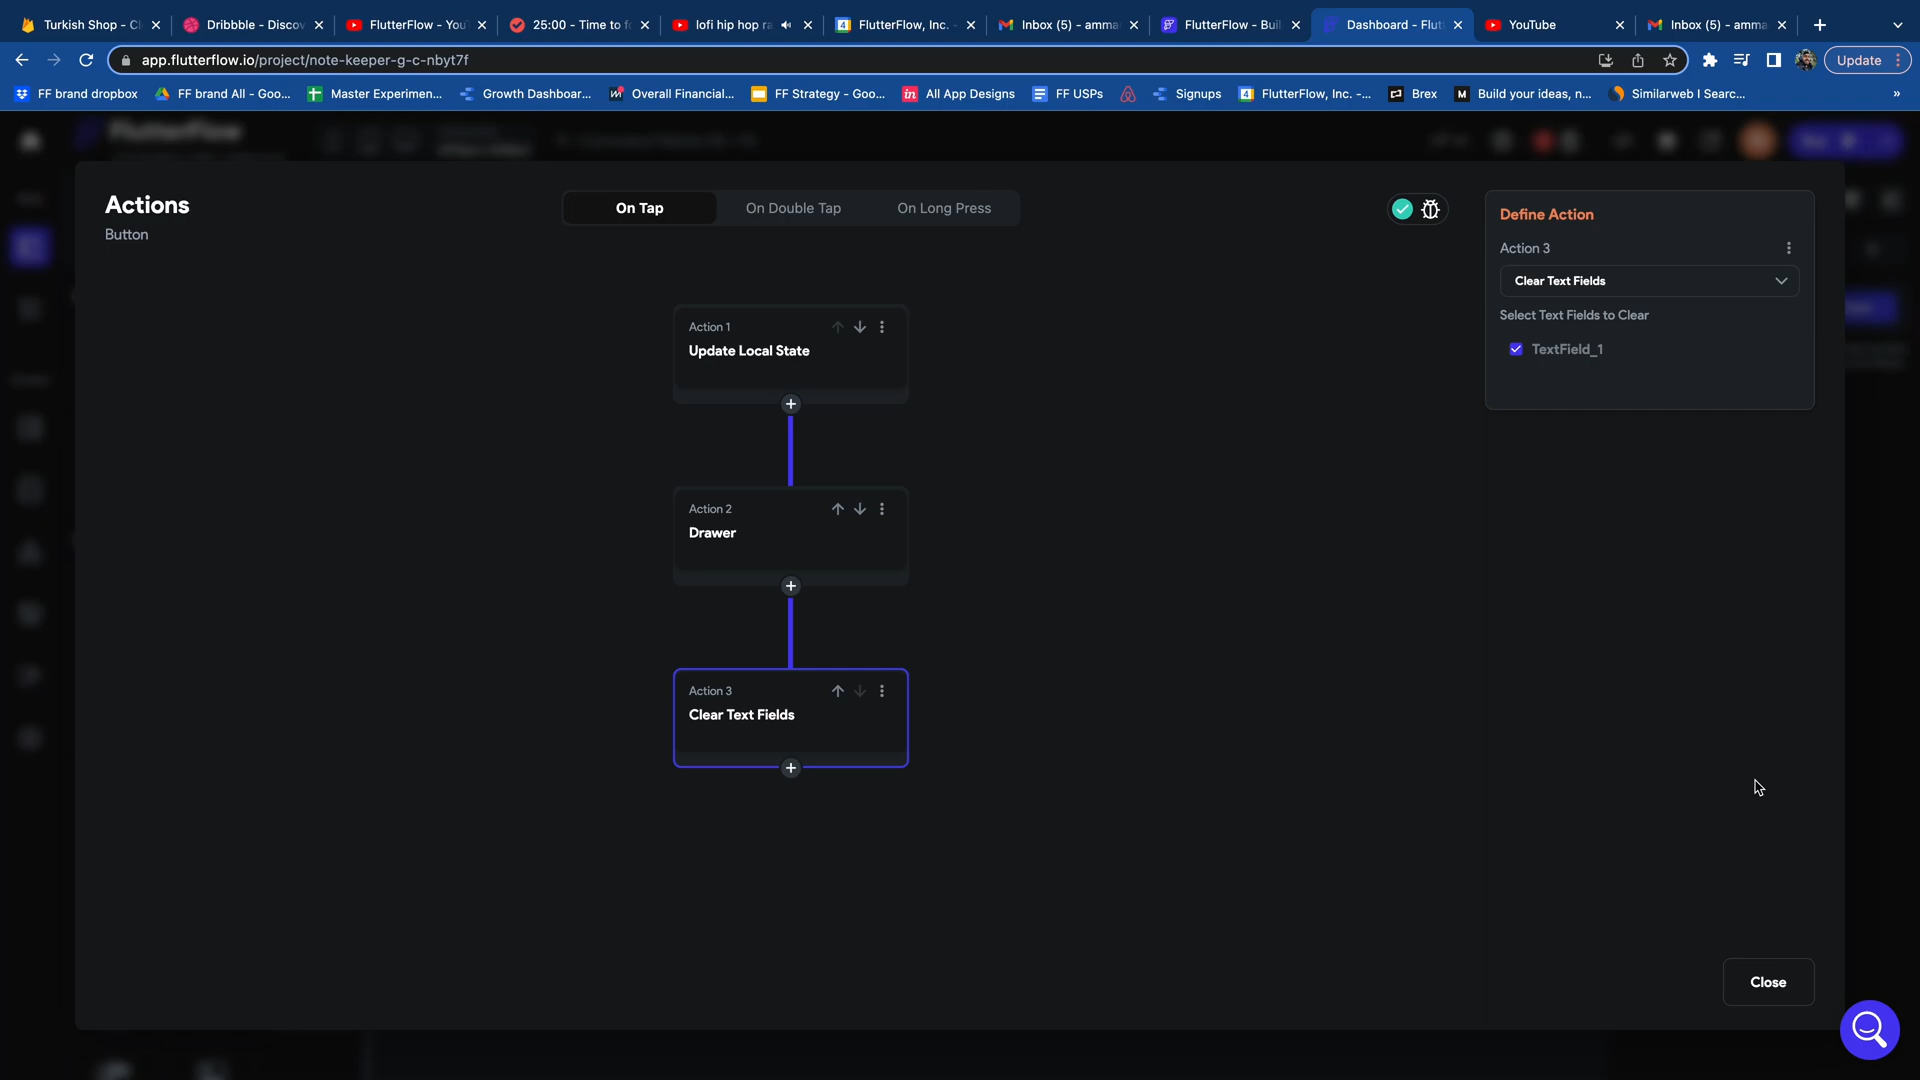 Turkish Shop - Cl
Dribbble - Discov
FlutterFlow - You
25:00 - Time to fo
lofi hip hop ra
FlutterFlow, Inc. -
Inbox (5) - amma
FlutterFlow - Buil
Dashboard - Flut
YouTube
Inbox (5) - amma
app.flutterflow.io/project/note-keeper-g-c-nbyt7f
Update
FF brand dropbox
FF brand All - Goo...
Master Experimen...
Growth Dashboar...
Overall Financial...
FF Strategy - Goo...
All App Designs
FF USPs
Signups
FlutterFlow, Inc. -...
Brex
Build your ideas, n...
Similarweb I Searc...
»
FlutterFlow
Actions
Button
On Tap
On Double Tap
On Long Press
Define Action
Action 3
Clear Text Fields
Select Text Fields to Clear
TextField_1
Action 1
Update Local State
Action 2
Drawer
Action 3
Clear Text Fields
Close